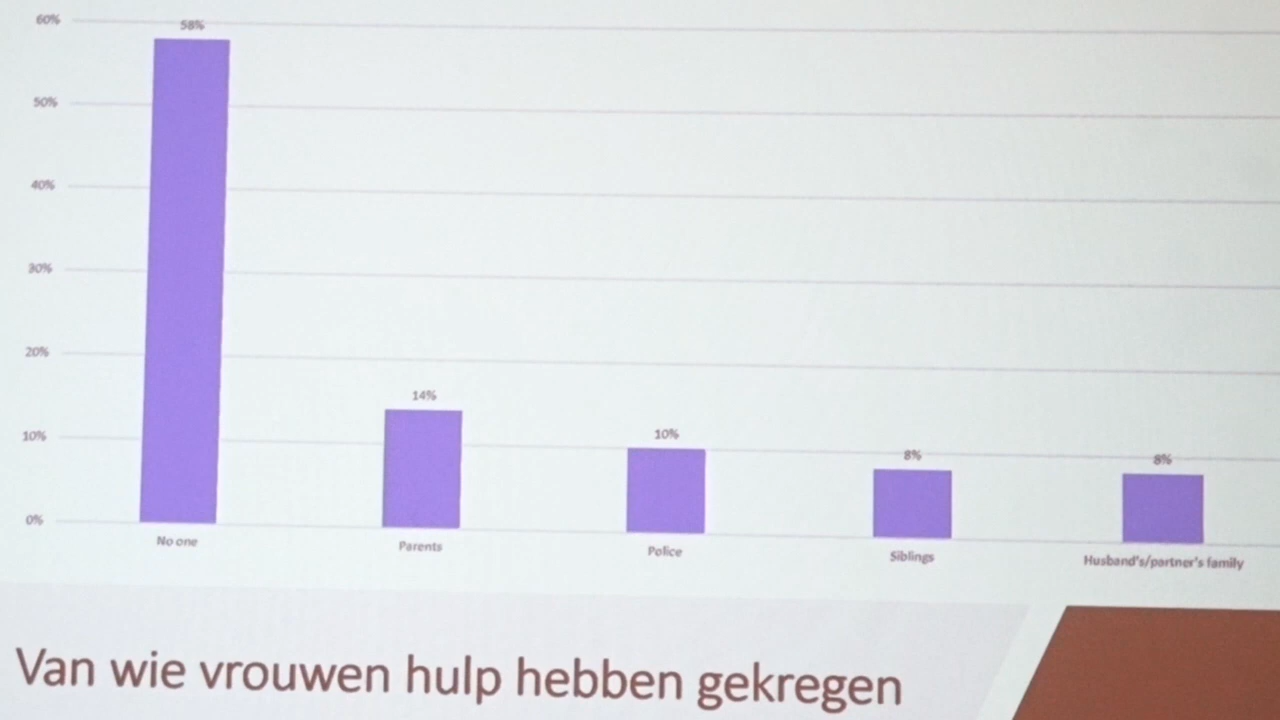 60%
58%
50%
40%
30%
20%
14%
10%
10%
8%
8%
0%
No one
Parents
Police
Siblings
Husband's/partner's family
Van wie vrouwen hulp hebben gekregen